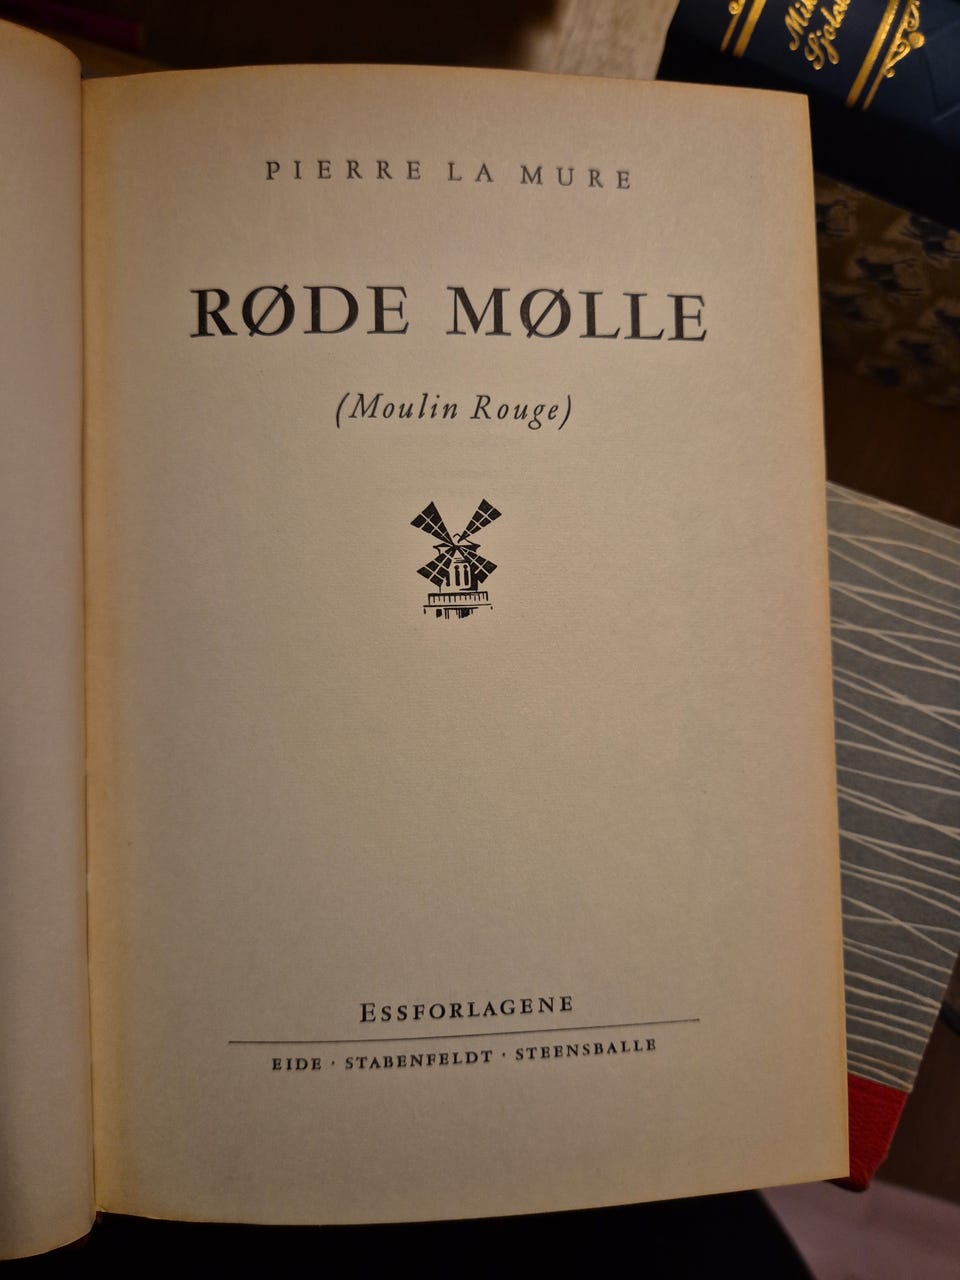 PIERRE LA MURE
RØDE MØLLE
(Moulin Rouge)
ESSFORLAGENE
EIDE · STABENFELDT · STEENSBALLE